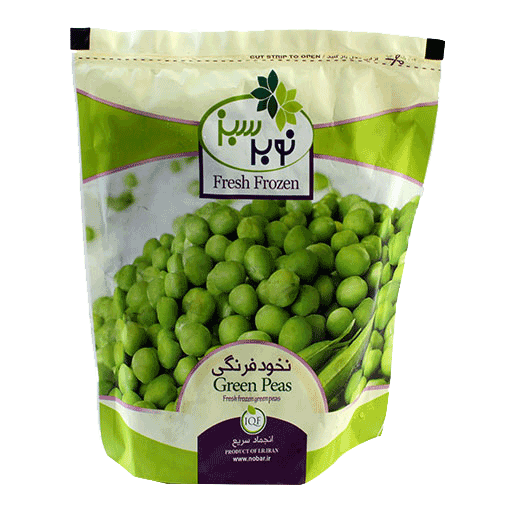 CUT STRIP TO OPEN /
نوبر سبز
Fresh Frozen
نخود فرنگی
Green Peas
Fresh frozen green peas
IQF
انجماد سریع
PRODUCT OF I.R.IRAN
www.nobar.ir